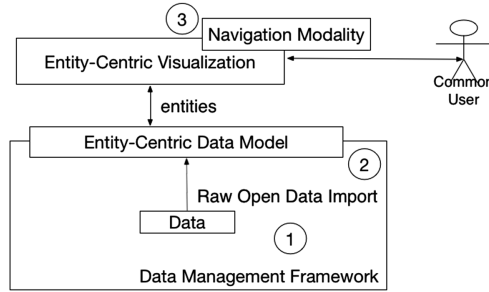 3
Navigation Modality
Entity-Centric Visualization
Common
User
entities
Entity-Centric Data Model
2
Raw Open Data Import
Data
1
Data Management Framework